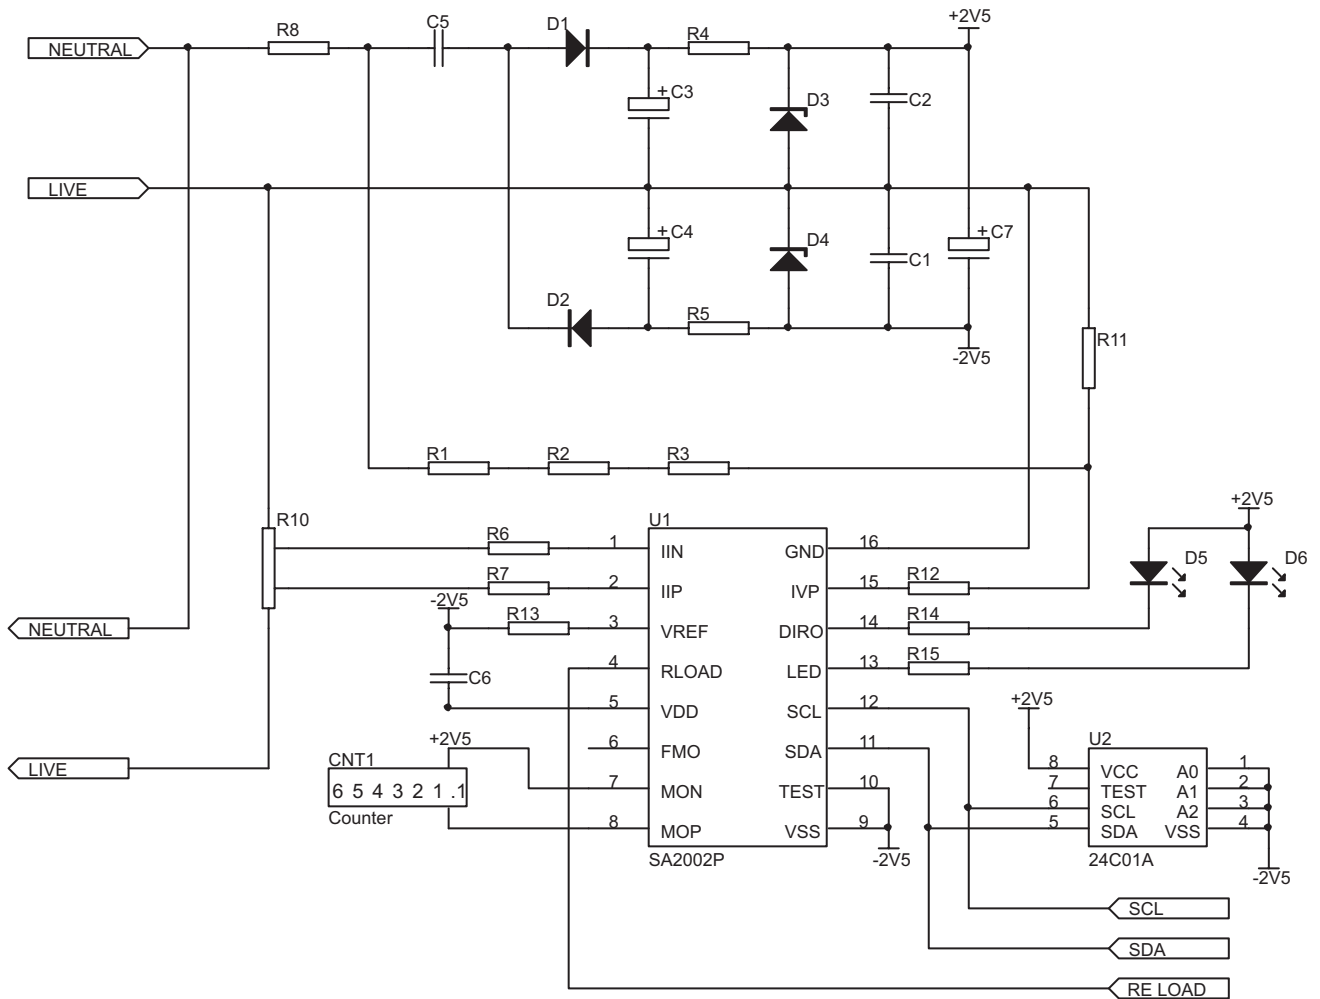 +2V5
C5
R8
D1
R4
NEUTRAL
+C3
D3
C2
LIVE
+C4
D4
C1
+C7
D2
R5
-2V5
R11
R1
R2
R3
+2V5
R10
U1
R6
1
IIN
GND
16
D5
D6
R7
2
IIP
IVP
15
R12
-2V5
R13
3
VREF
DIRO
14
R14
NEUTRAL
4
RLOAD
LED
13
R15
C6
5
VDD
SCL
12
+2V5
+2V5
6
FMO
SDA
11
U2
CNT1
LIVE
8
VCC
A0
1
6 5 4 3 2 1 .1
7
MON
TEST
10
7
TEST
A1
2
6
SCL
A2
3
Counter
8
MOP
VSS
9
5
SDA
VSS
4
SA2002P
-2V5
24C01A
-2V5
SCL
SDA
RE LOAD